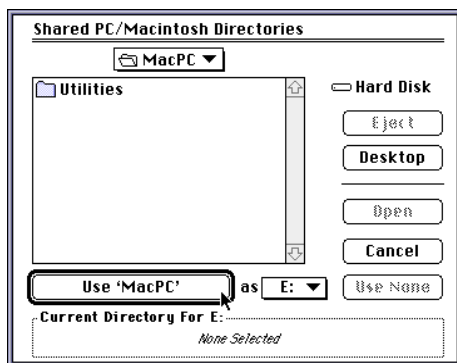 Shared PC/Macintosh Directories
MacPC
Utilities
Hard Disk
Eject
Desktop
Open
Cancel
Use ‘MacPC’ as E: Use None
Current Directory For E:
None Selected